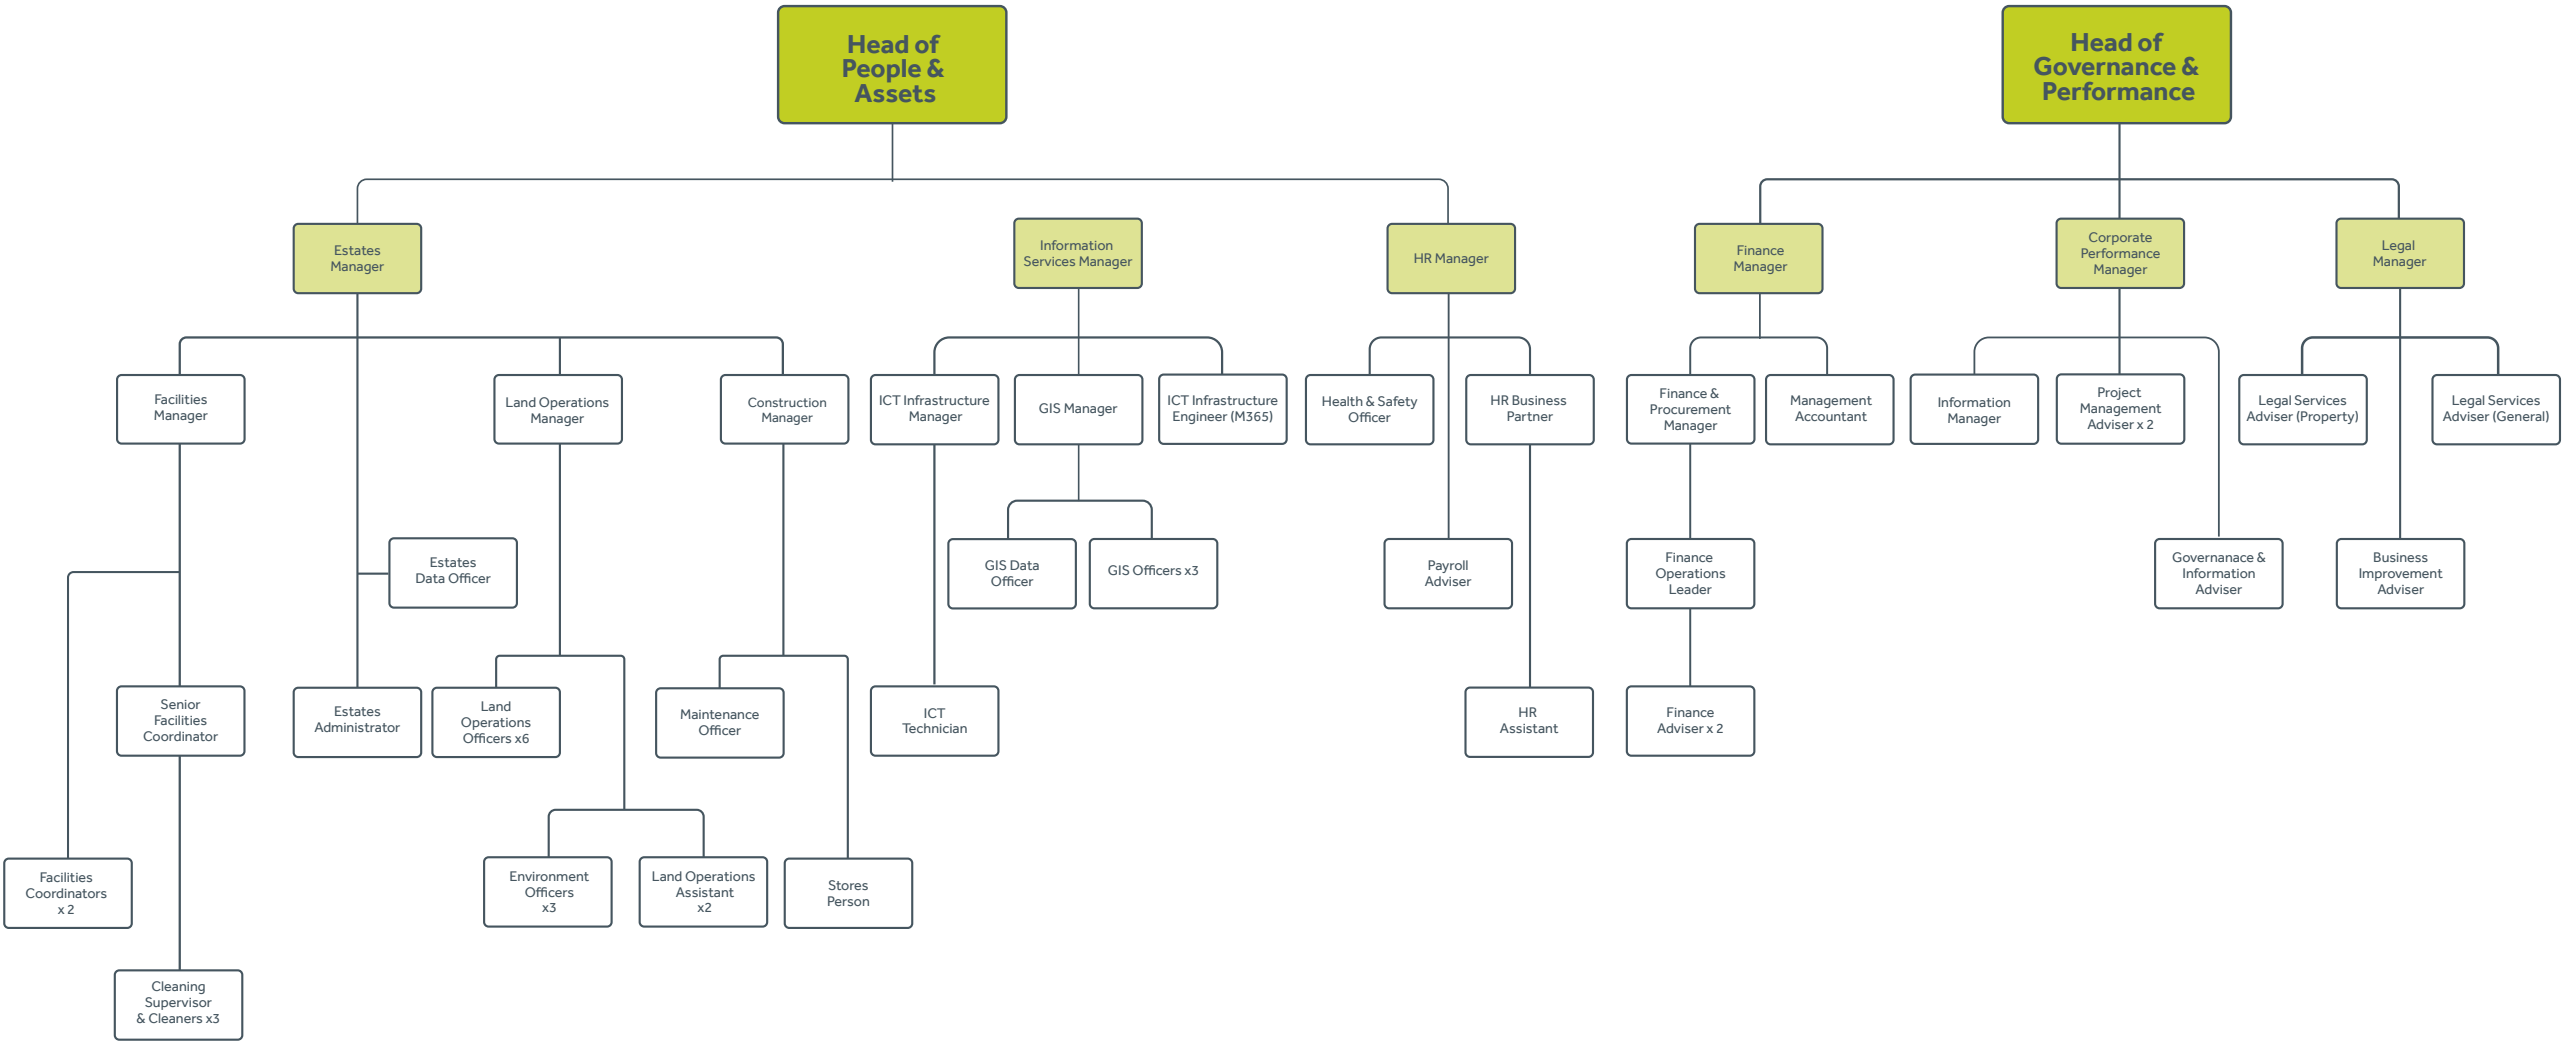 Head of
People &
Assets
Head of
Governance &
Performance
Estates
Manager
Information
Services Manager
HR Manager
Finance
Manager
Corporate
Performance
Manager
Legal
Manager
Facilities
Manager
Land Operations
Manager
Construction
Manager
ICT Infrastructure
Manager
GIS Manager
ICT Infrastructure
Engineer (M365)
Health & Safety
Officer
HR Business
Partner
Finance &
Procurement
Manager
Management
Accountant
Information
Manager
Project
Management
Adviser x 2
Legal Services
Adviser (Property)
Legal Services
Adviser (General)
Estates
Data Officer
GIS Data
Officer
GIS Officers x3
Payroll
Adviser
Finance
Operations
Leader
Governanace &
Information
Adviser
Business
Improvement
Adviser
Senior
Facilities
Coordinator
Estates
Administrator
Land
Operations
Officers x6
Maintenance
Officer
ICT
Technician
HR
Assistant
Finance
Adviser x 2
Facilities
Coordinators
x 2
Environment
Officers
x3
Land Operations
Assistant
x2
Stores
Person
Cleaning
Supervisor
& Cleaners x3